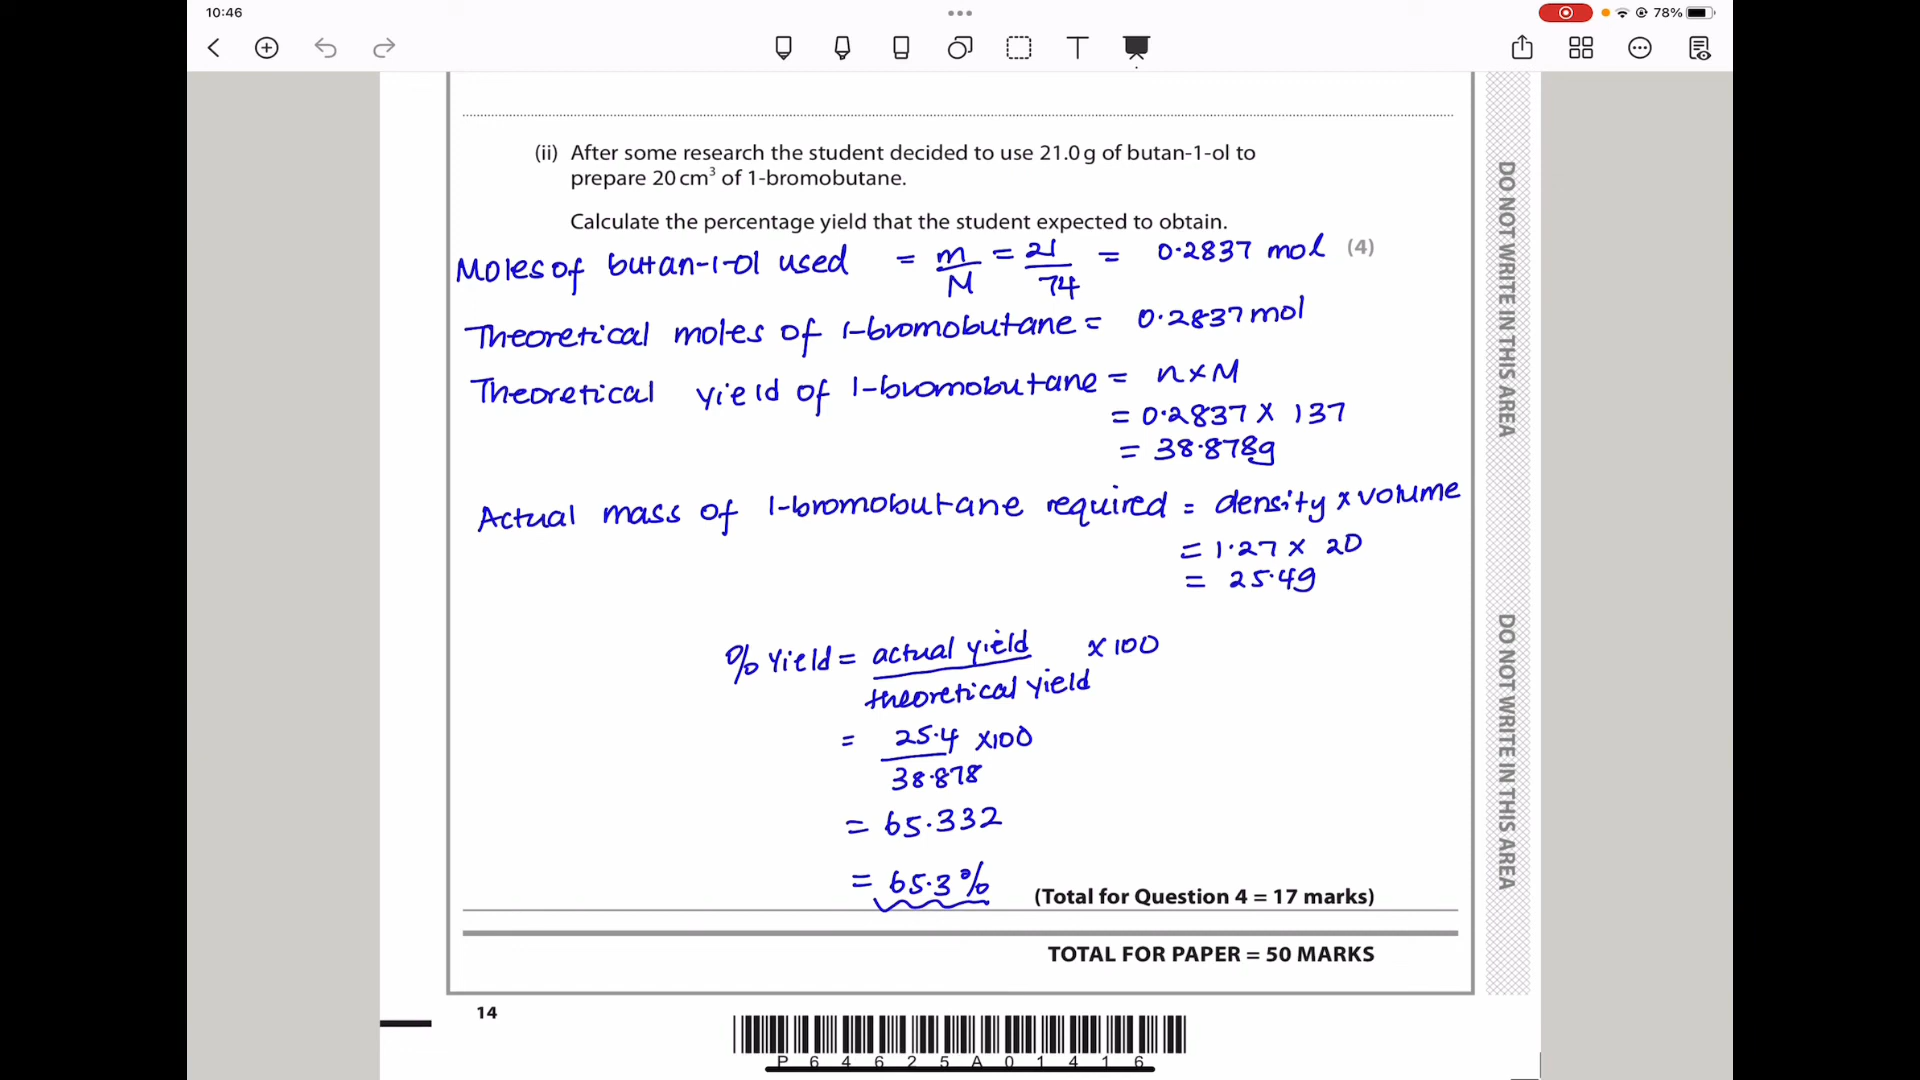 10:46
78%
(ii) After some research the student decided to use 21.0 g of butan-1-ol to
prepare 20 cm³ of 1-bromobutane.
Calculate the percentage yield that the student expected to obtain.
(4)
Moles of butan-1-ol used = m/M = 21/74 = 0.2837 mol
Theoretical moles of 1-bromobutane = 0.2837 mol
Theoretical yield of 1-bromobutane = n × M
= 0.2837 × 137
= 38.878g
Actual mass of 1-bromobutane required = density × volume
= 1.27 × 20
= 25.4g
% Yield = actual yield / theoretical yield × 100
= 25.4 / 38.878 × 100
= 65.332
= 65.3%
(Total for Question 4 = 17 marks)
TOTAL FOR PAPER = 50 MARKS
14
P 6 4 6 2 5 A 0 1 4 1 6
DO NOT WRITE IN THIS AREA
DO NOT WRITE IN THIS AREA